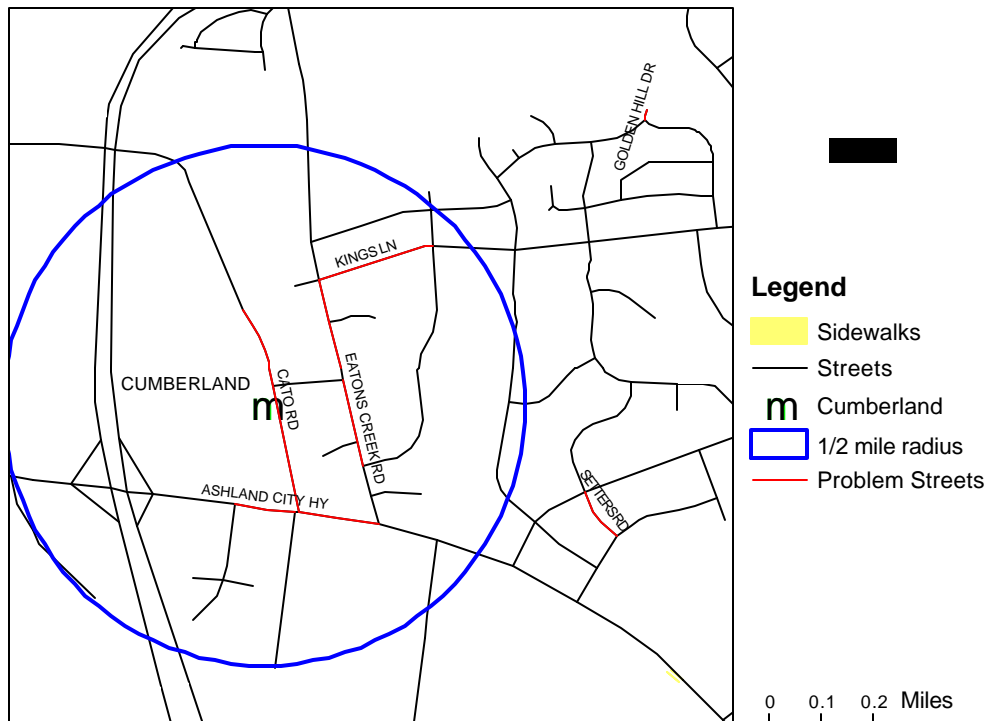 GOLDEN HILL DR
KINGS LN
CUMBERLAND
m
CATO RD
EATONS CREEK RD
ASHLAND CITY HY
SETTERS RD
Legend
Sidewalks
Streets
m Cumberland
1/2 mile radius
Problem Streets
0 0.1 0.2 Miles